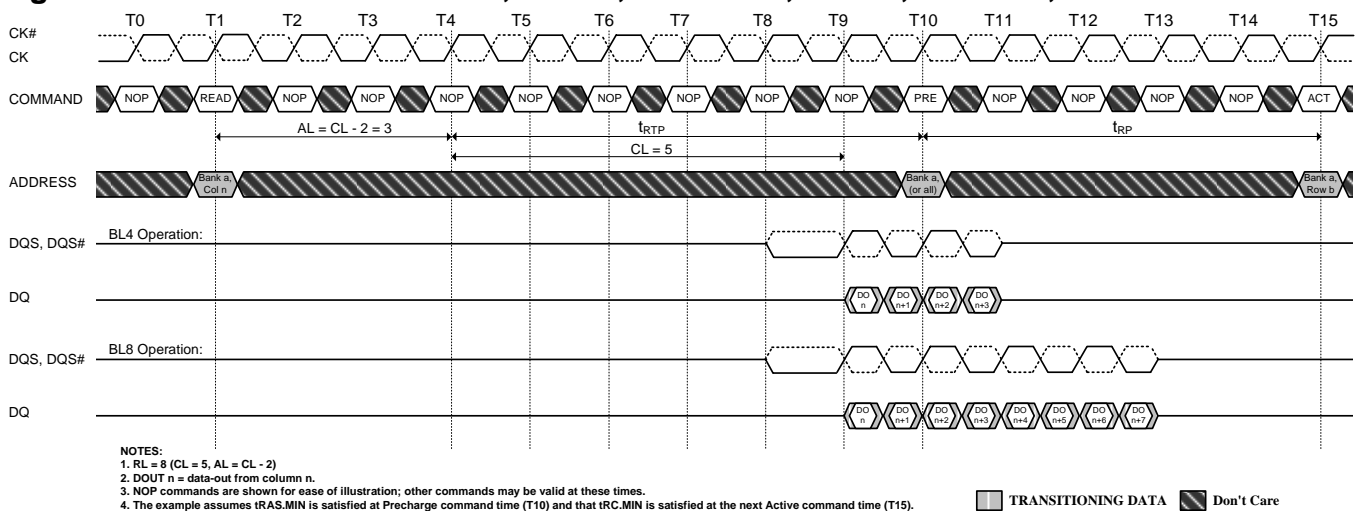 T0 T1 T2 T3 T4 T5 T6 T7 T8 T9 T10 T11 T12 T13 T14 T15
CK#
CK
COMMAND NOP READ NOP NOP NOP NOP NOP NOP NOP NOP PRE NOP NOP NOP NOP ACT
AL = CL - 2 = 3 tRTP tRP
CL = 5
ADDRESS
Bank a, Col n
Bank a, (or all)
Bank a, Row b
BL4 Operation:
DQS, DQS#
DQ
DO n DO n+1 DO n+2 DO n+3
BL8 Operation:
DQS, DQS#
DQ
DO n DO n+1 DO n+2 DO n+3 DO n+4 DO n+5 DO n+6 DO n+7
NOTES:
1. RL = 8 (CL = 5, AL = CL - 2)
2. DOUT n = data-out from column n.
3. NOP commands are shown for ease of illustration; other commands may be valid at these times.
4. The example assumes tRAS.MIN is satisfied at Precharge command time (T10) and that tRC.MIN is satisfied at the next Active command time (T15).
TRANSITIONING DATA Don't Care